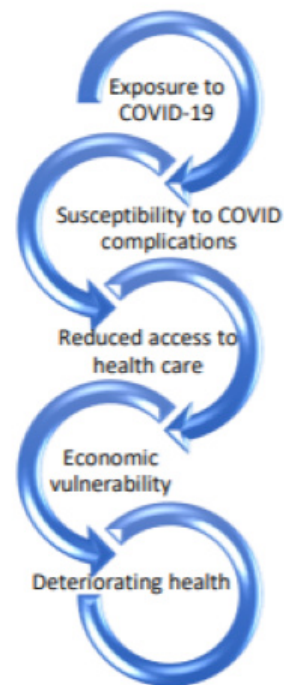 Exposure to
COVID-19
Susceptibility to COVID
complications
Reduced access to
health care
Economic
vulnerability
Deteriorating health